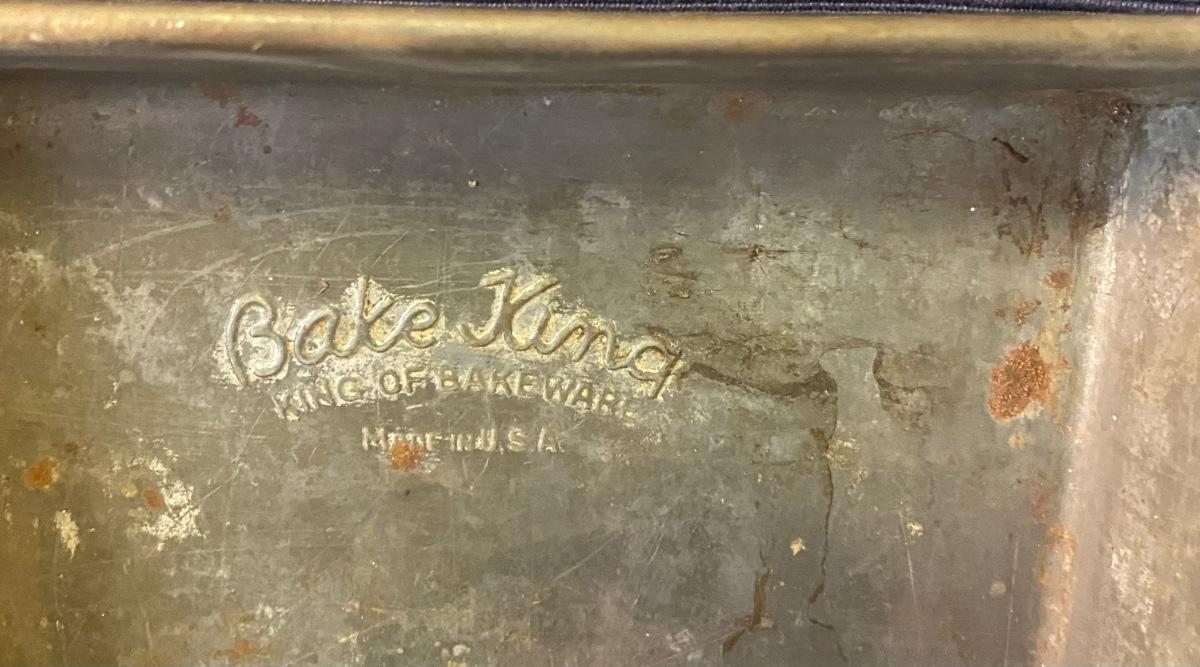 Bake King
KING OF BAKEWARE
MADE IN U.S.A.